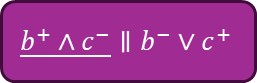 b⁺ ∧ c⁻ ∥ b⁻ ∨ c⁺